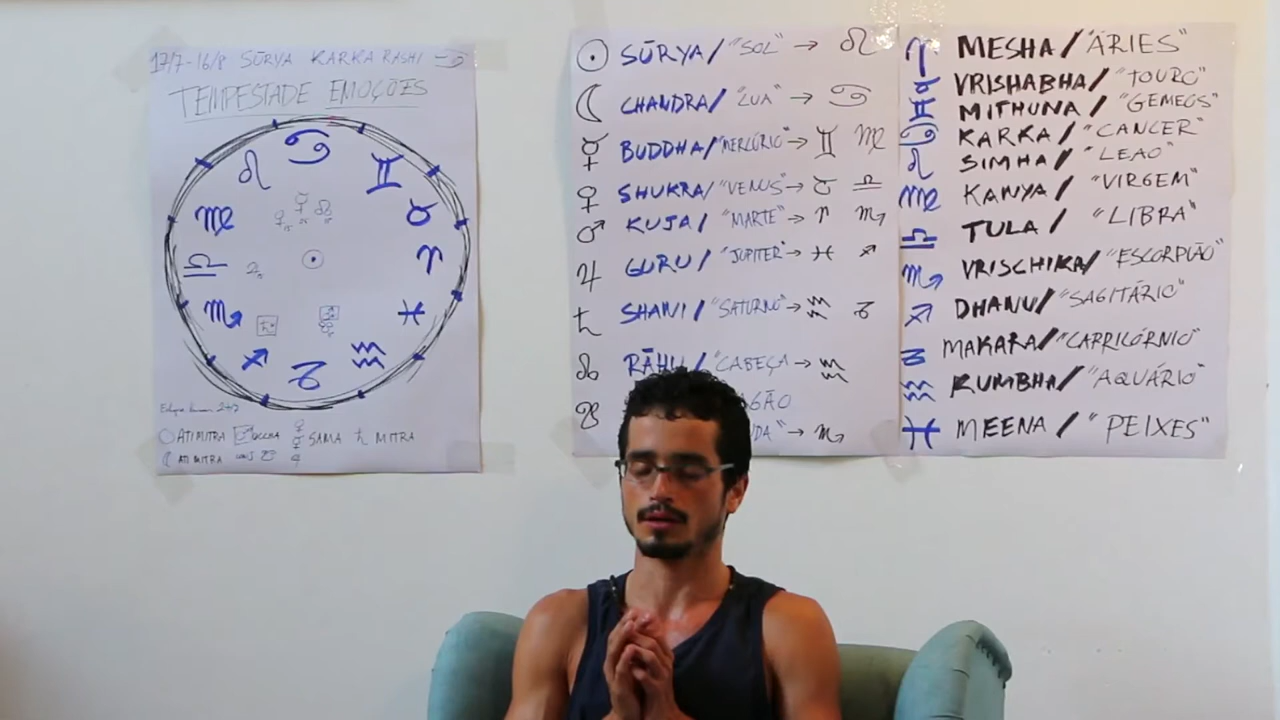 17/7-16/8 SŪRYA KARKA RASHI ♋
TEMPESTADE EMOÇÕES
ATIMITRA UCCHA SAMA ♄ MITRA
ATIMITRA
☉ SŪRYA/"SOL" → ♌
☾ CHANDRA/"LUA" → ♋
☿ BUDDHA/"MERCÚRIO" → ♊ ♍
♀ SHUKRA/"VENUS" → ♉ ♎
♂ KUJA/"MARTE" → ♈ ♏
♃ GURU/"JUPITER" → ♓ ♐
♄ SHANI/"SATURNO" → ♒ ♑
☊ RĀHU/"CABEÇA → ♒
☋
→ ♏
♈ MESHA/"ÁRIES"
♉ VRISHABHA/"TOURO"
♊ MITHUNA/"GEMEOS"
♋ KARKA/"CANCER"
♌ SIMHA/"LEAO"
♍ KANYA/"VIRGEM"
♎ TULA/"LIBRA"
♏ VRISCHIKA/"ESCORPIÃO"
♐ DHANU/"SAGITÁRIO"
♑ MAKARA/"CAPRICÓRNIO"
♒ KUMBHA/"AQUÁRIO"
♓ MEENA/"PEIXES"